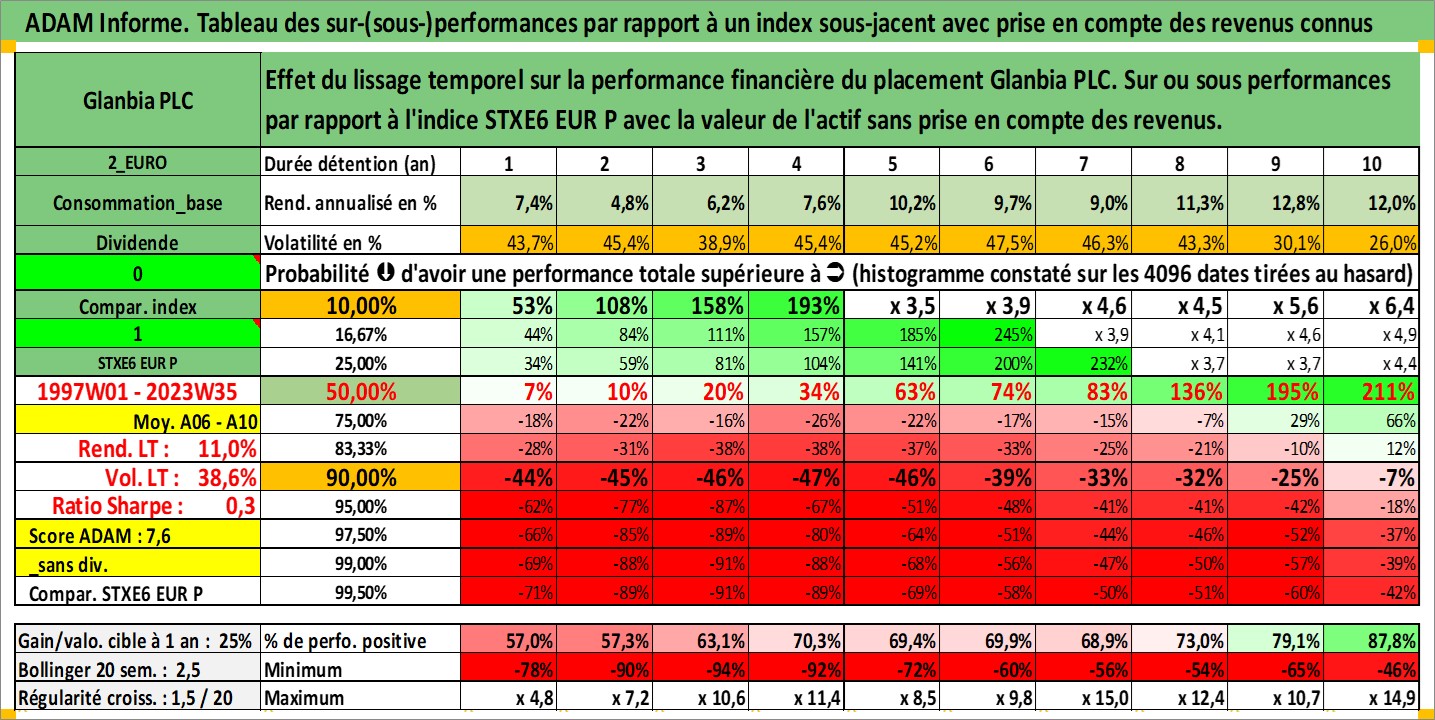 ADAM Informe. Tableau des sur-(sous-)performances par rapport à un index sous-jacent avec prise en compte des revenus connus
Glanbia PLC
Effet du lissage temporel sur la performance financière du placement Glanbia PLC. Sur ou sous performances
par rapport à l'indice STXE6 EUR P avec la valeur de l'actif sans prise en compte des revenus.
2_EURO Durée détention (an) 1 2 3 4 5 6 7 8 9 10
Consommation_base Rend. annualisé en % 7,4% 4,8% 6,2% 7,6% 10,2% 9,7% 9,0% 11,3% 12,8% 12,0%
Dividende Volatilité en % 43,7% 45,4% 38,9% 45,4% 45,2% 47,5% 46,3% 43,3% 30,1% 26,0%
0 Probabilité ⬇ d'avoir une performance totale supérieure à ➲ (histogramme constaté sur les 4096 dates tirées au hasard)
Compar. index 10,00% 53% 108% 158% 193% x 3,5 x 3,9 x 4,6 x 4,5 x 5,6 x 6,4
1 16,67% 44% 84% 111% 157% 185% 245% x 3,9 x 4,1 x 4,6 x 4,9
STXE6 EUR P 25,00% 34% 59% 81% 104% 141% 200% 232% x 3,7 x 3,7 x 4,4
1997W01 - 2023W35 50,00% 7% 10% 20% 34% 63% 74% 83% 136% 195% 211%
Moy. A06 - A10 75,00% -18% -22% -16% -26% -22% -17% -15% -7% 29% 66%
Rend. LT : 11,0% 83,33% -28% -31% -38% -38% -37% -33% -25% -21% -10% 12%
Vol. LT : 38,6% 90,00% -44% -45% -46% -47% -46% -39% -33% -32% -25% -7%
Ratio Sharpe : 0,3 95,00% -62% -77% -87% -67% -51% -48% -41% -41% -42% -18%
Score ADAM : 7,6 97,50% -66% -85% -89% -80% -64% -51% -44% -46% -52% -37%
_sans div. 99,00% -69% -88% -91% -88% -68% -56% -47% -50% -57% -39%
Compar. STXE6 EUR P 99,50% -71% -89% -91% -89% -69% -58% -50% -51% -60% -42%
Gain/valo. cible à 1 an : 25% % de perfo. positive 57,0% 57,3% 63,1% 70,3% 69,4% 69,9% 68,9% 73,0% 79,1% 87,8%
Bollinger 20 sem. : 2,5 Minimum -78% -90% -94% -92% -72% -60% -56% -54% -65% -46%
Régularité croiss. : 1,5 / 20 Maximum x 4,8 x 7,2 x 10,6 x 11,4 x 8,5 x 9,8 x 15,0 x 12,4 x 10,7 x 14,9